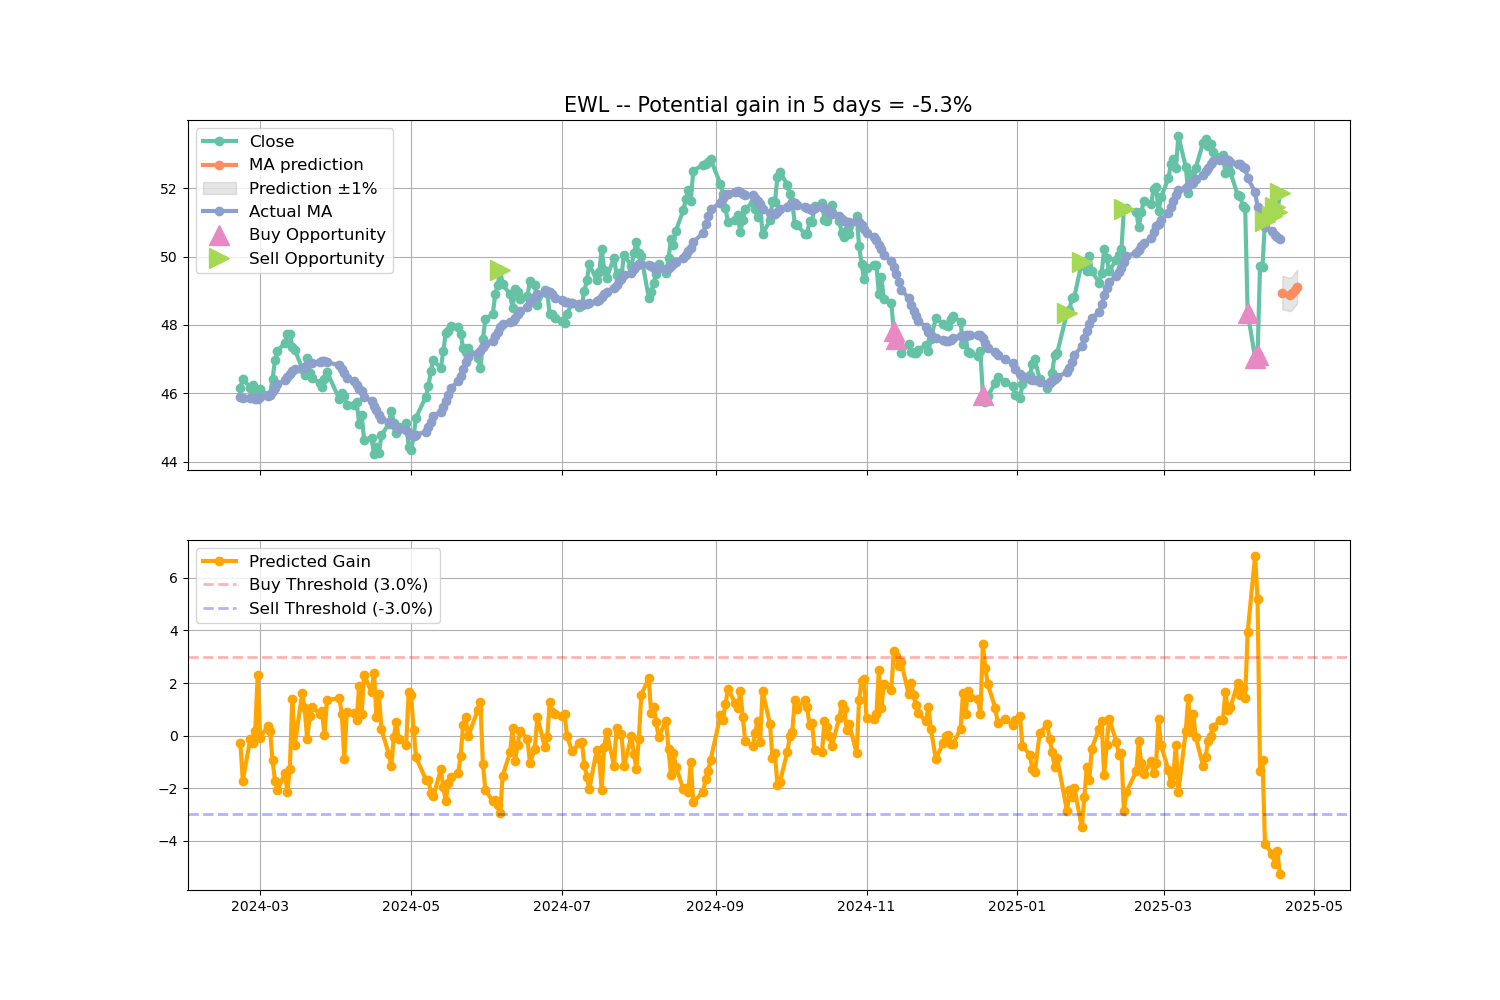 EWL -- Potential gain in 5 days = -5.3%
Close
MA prediction
Prediction ±1%
Actual MA
Buy Opportunity
Sell Opportunity
52
50
48
46
44
Predicted Gain
Buy Threshold (3.0%)
Sell Threshold (-3.0%)
6
4
2
0
−2
−4
2024-03 2024-05 2024-07 2024-09 2024-11 2025-01 2025-03 2025-05